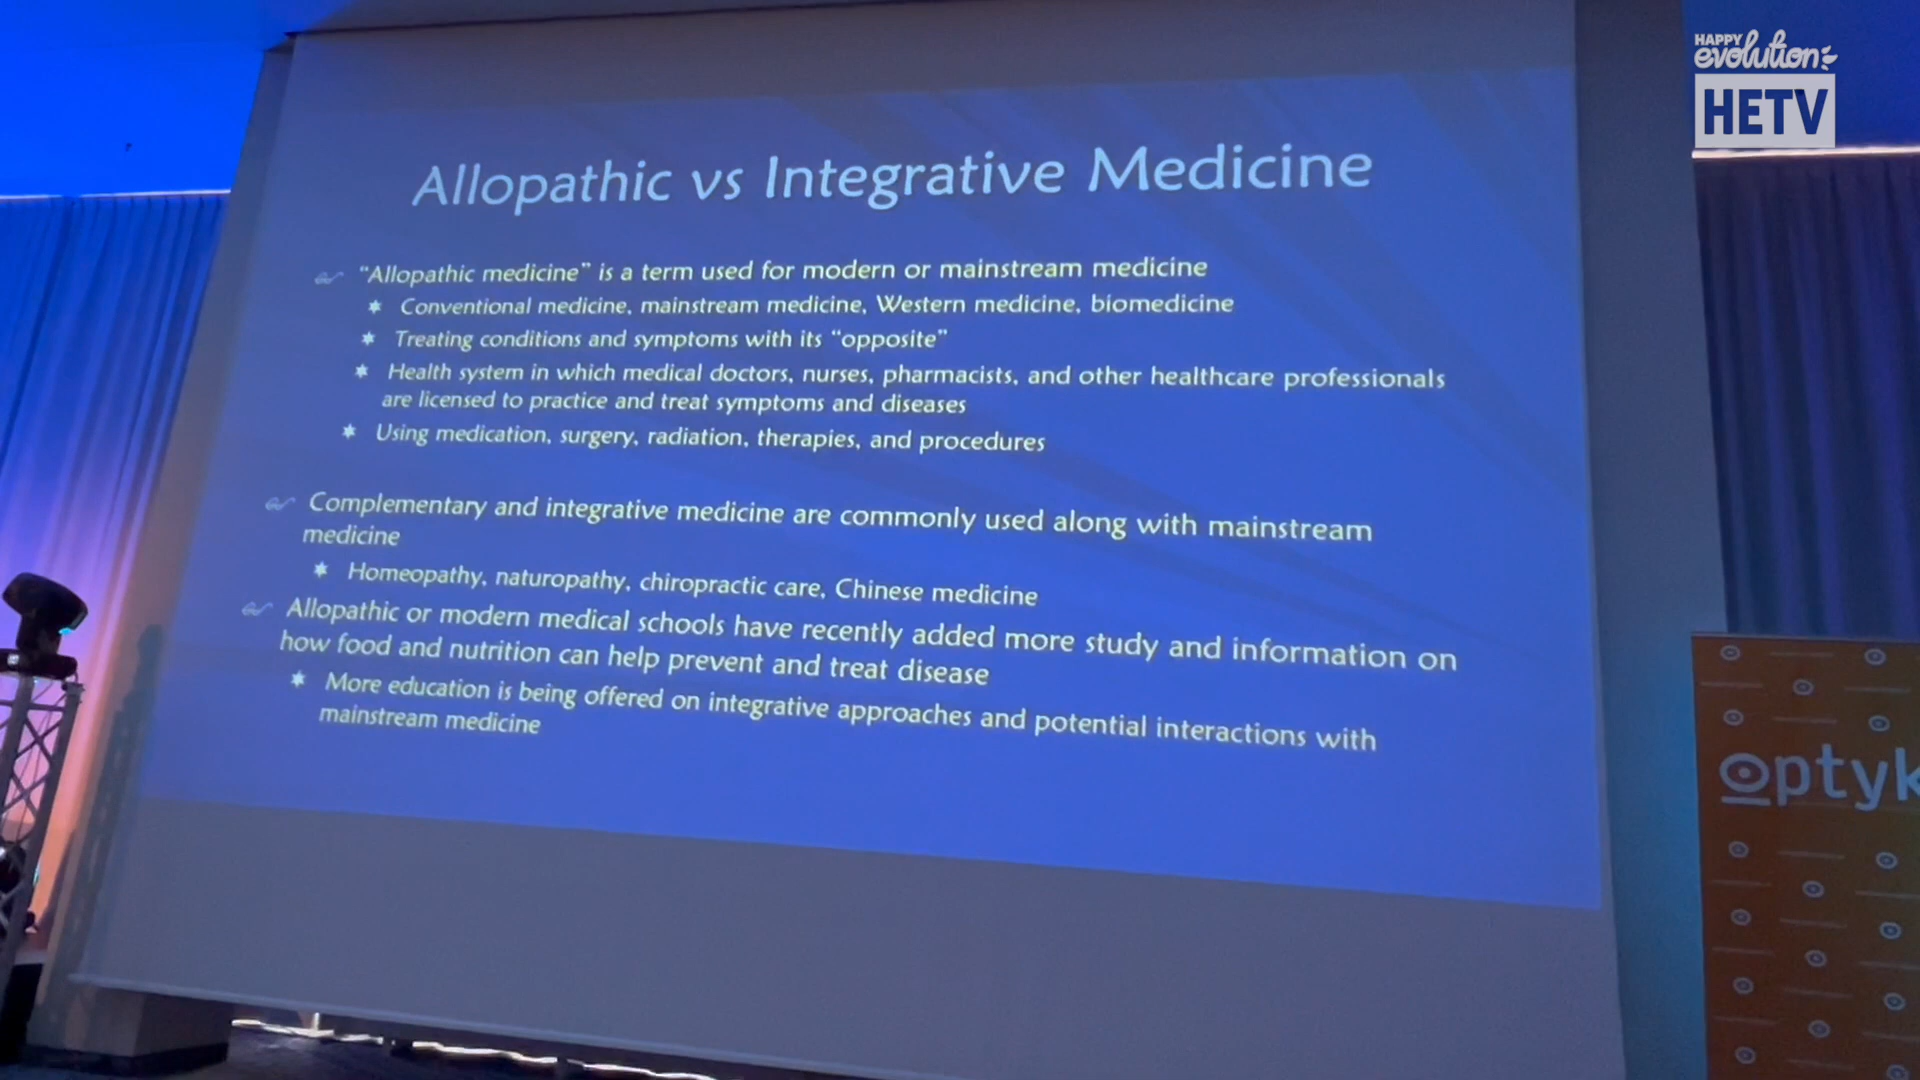 HAPPY
evolution
HETV
Allopathic vs Integrative Medicine
"Allopathic medicine" is a term used for modern or mainstream medicine
Conventional medicine, mainstream medicine, Western medicine, biomedicine
Treating conditions and symptoms with its "opposite"
Health system in which medical doctors, nurses, pharmacists, and other healthcare professionals
are licensed to practice and treat symptoms and diseases
Using medication, surgery, radiation, therapies, and procedures
Complementary and integrative medicine are commonly used along with mainstream
medicine
Homeopathy, naturopathy, chiropractic care, Chinese medicine
Allopathic or modern medical schools have recently added more study and information on
how food and nutrition can help prevent and treat disease
More education is being offered on integrative approaches and potential interactions with
mainstream medicine
optyk